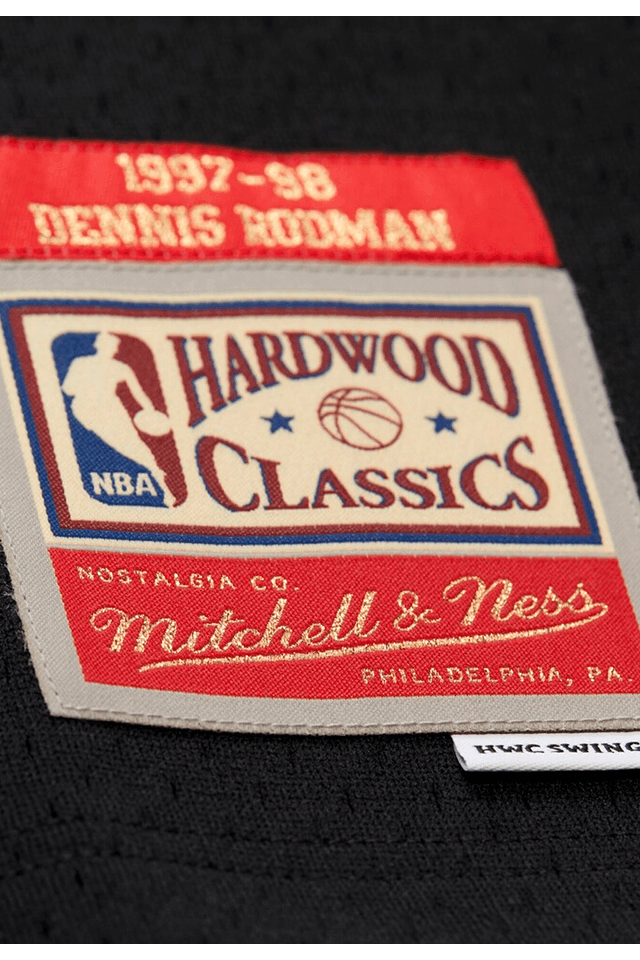 1997-98
DENNIS RODMAN
HARDWOOD
CLASSICS
NBA
NOSTALGIA CO.
Mitchell & Ness
PHILADELPHIA, PA.
HWC SWING